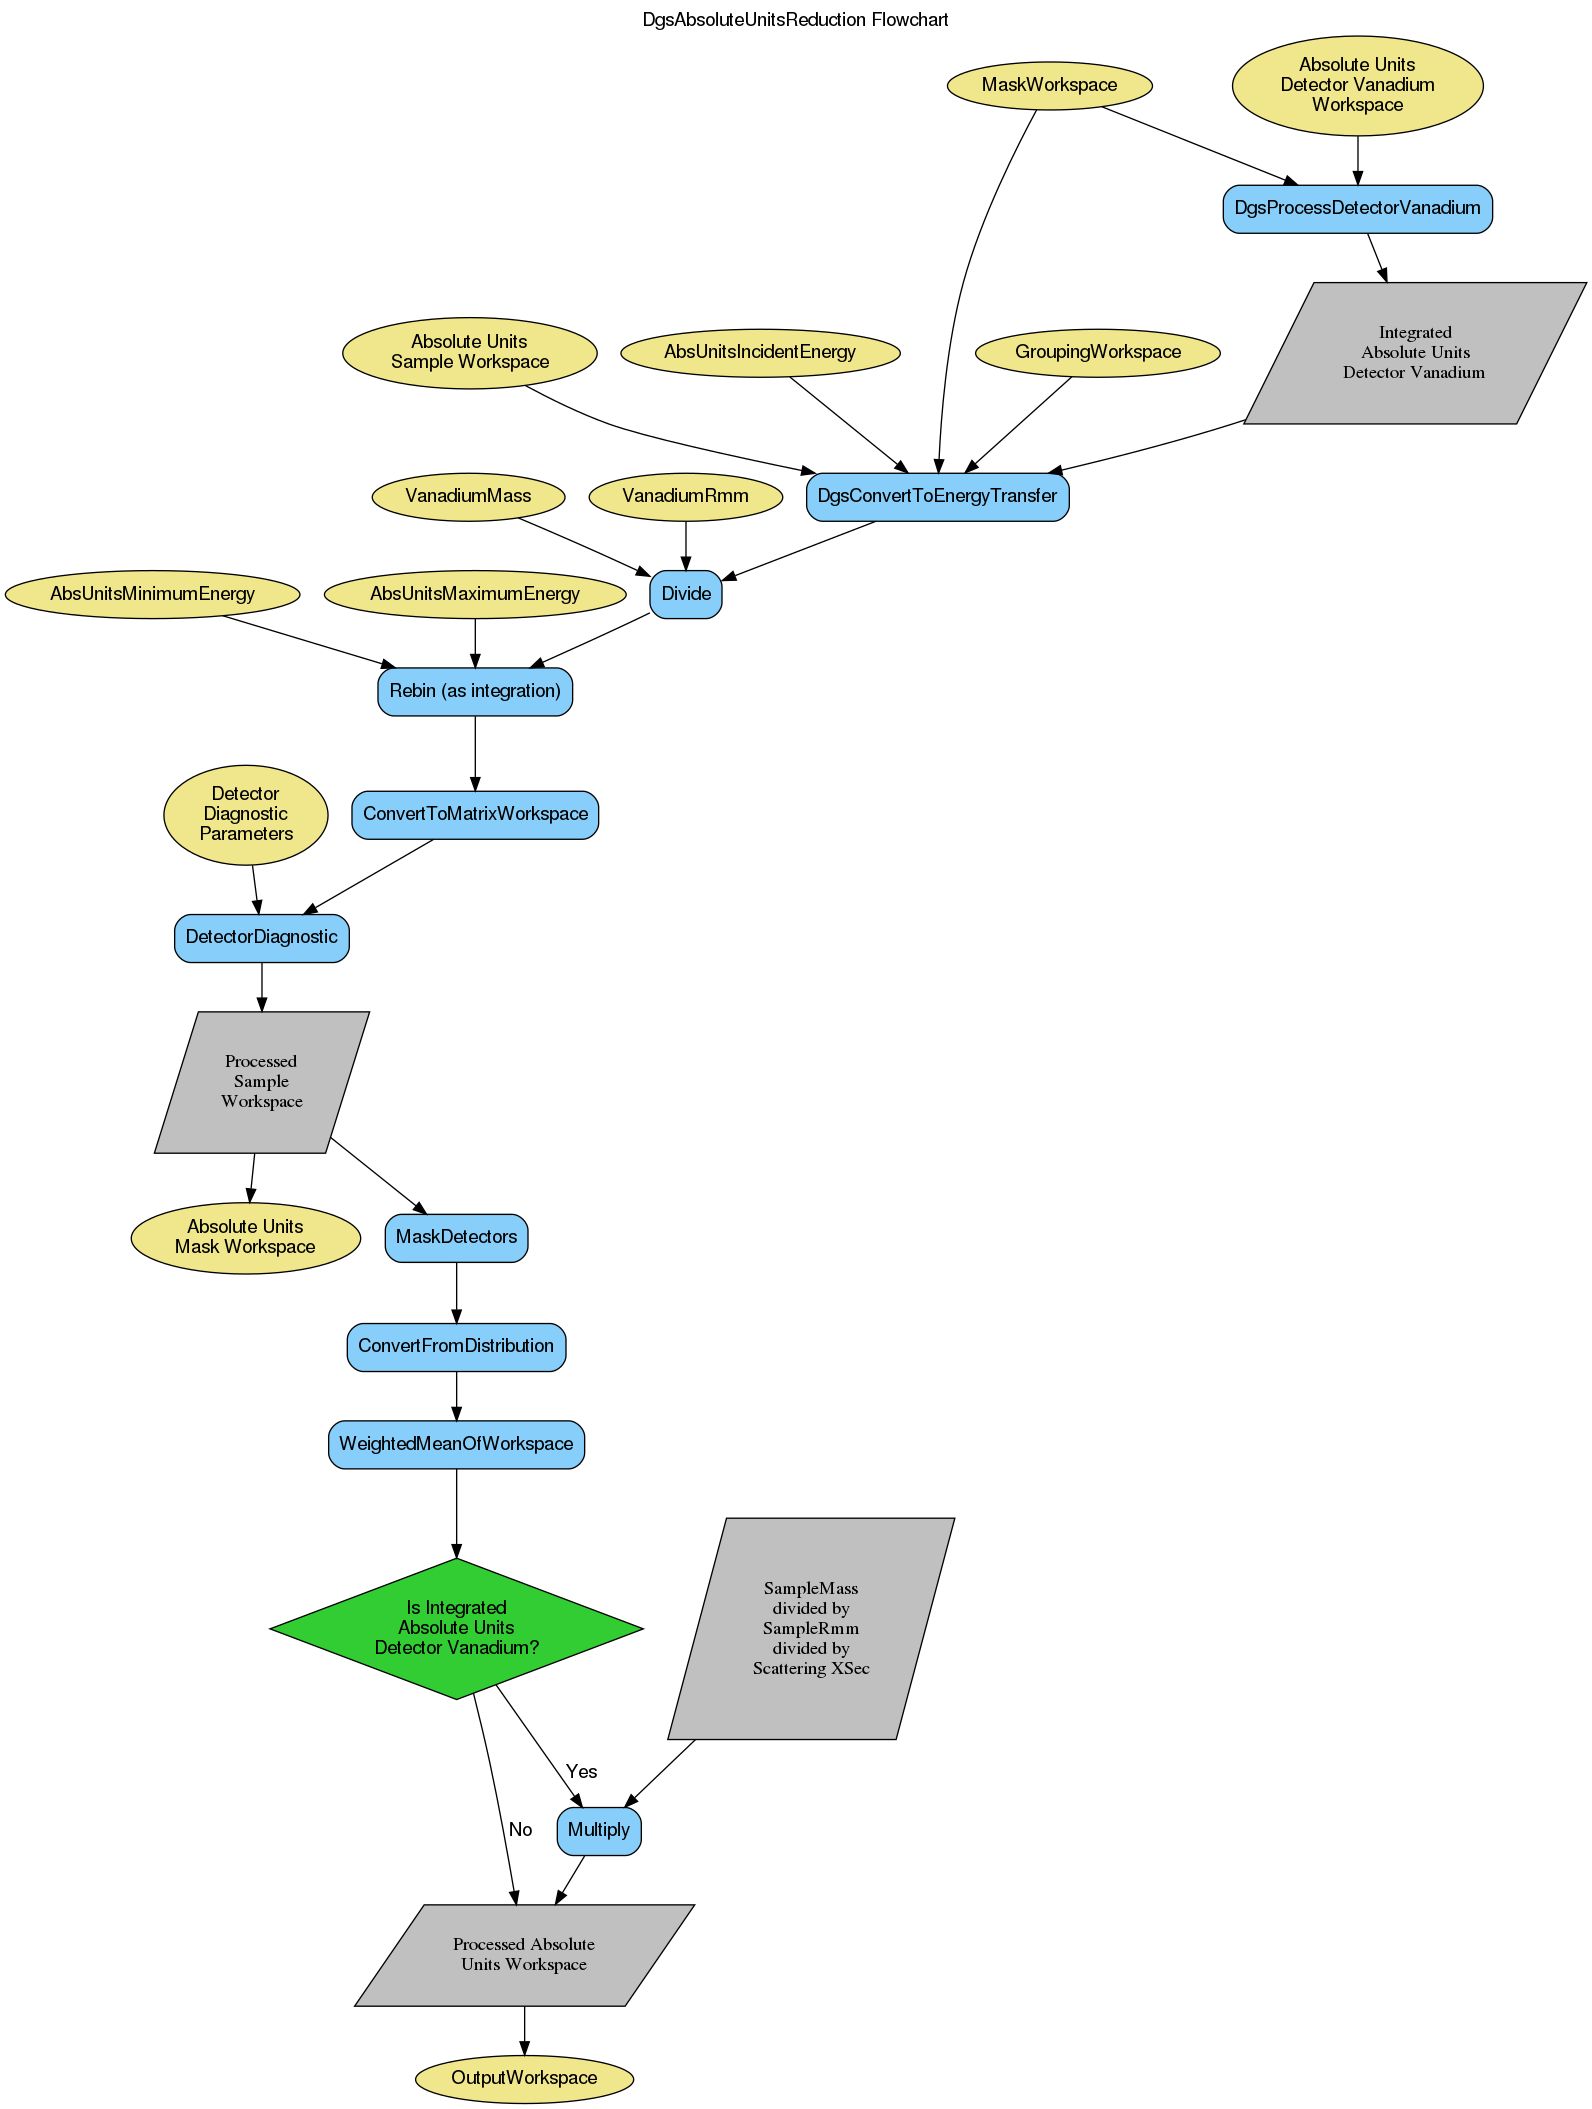 DgsAbsoluteUnitsReduction Flowchart
MaskWorkspace
Absolute Units
Detector Vanadium
Workspace
DgsProcessDetectorVanadium
Absolute Units
Sample Workspace
AbsUnitsIncidentEnergy
GroupingWorkspace
Integrated
Absolute Units
Detector Vanadium
VanadiumMass
VanadiumRmm
DgsConvertToEnergyTransfer
AbsUnitsMinimumEnergy
AbsUnitsMaximumEnergy
Divide
Rebin (as integration)
Detector
Diagnostic
Parameters
ConvertToMatrixWorkspace
DetectorDiagnostic
Processed
Sample
Workspace
Absolute Units
Mask Workspace
MaskDetectors
ConvertFromDistribution
WeightedMeanOfWorkspace
Is Integrated
Absolute Units
Detector Vanadium?
SampleMass
divided by
SampleRmm
divided by
Scattering XSec
Yes
No
Multiply
Processed Absolute
Units Workspace
OutputWorkspace